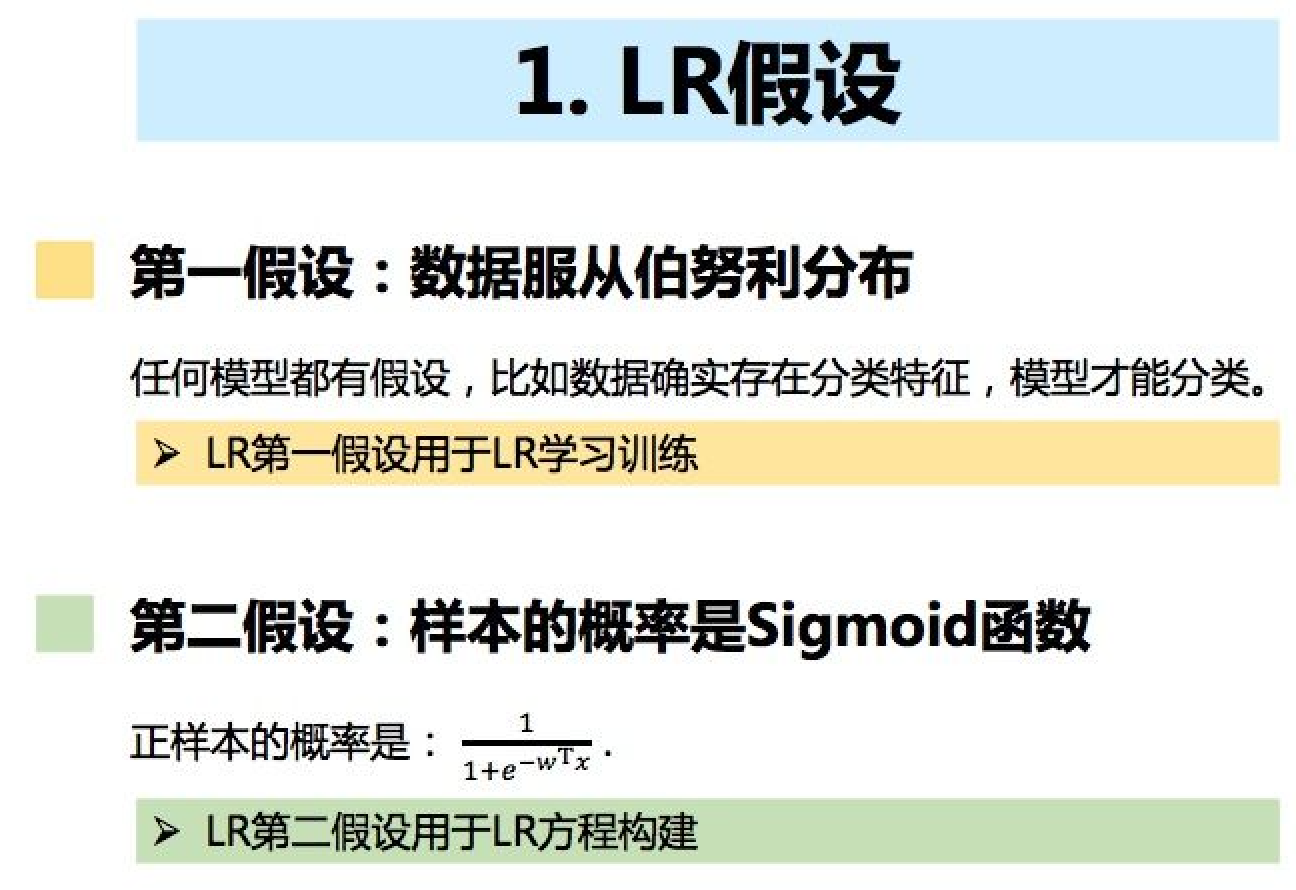 1. LR假设
第一假设：数据服从伯努利分布
任何模型都有假设，比如数据确实存在分类特征，模型才能分类。
➢ LR第一假设用于LR学习训练
第二假设：样本的概率是Sigmoid函数
正样本的概率是： $\frac{1}{1+e^{-w^{\mathrm{T}}x}}$ .
➢ LR第二假设用于LR方程构建